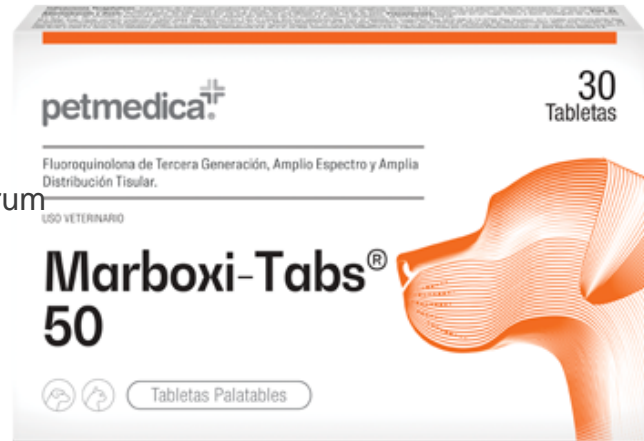 petmedica
30
Tabletas
Fluoroquinolona de Tercera Generación, Amplio Espectro y Amplia
Distribución Tisular.
rum
USO VETERINARIO
Marboxi-Tabs®
50
Tabletas Palatables